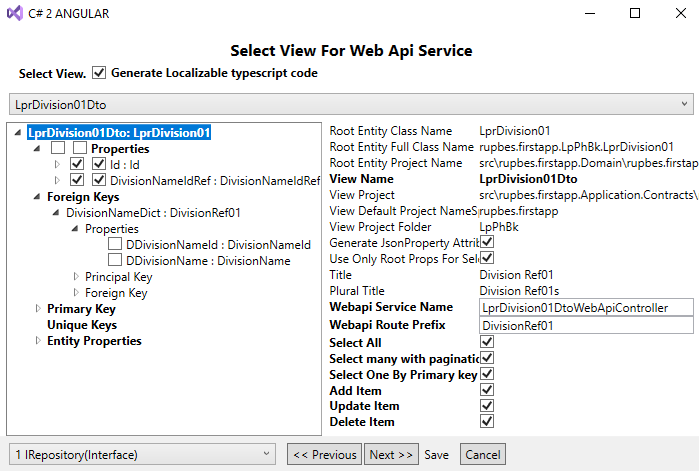 C# 2 ANGULAR
Select View For Web Api Service
Select View. Generate Localizable typescript code
LprDivision01Dto
LprDivision01Dto: LprDivision01
Properties
Id : Id
DivisionNameIdRef : DivisionNameIdRef
Foreign Keys
DivisionNameDict : DivisionRef01
Properties
DDivisionNameId : DivisionNameId
DDivisionName : DivisionName
Principal Key
Foreign Key
Primary Key
Unique Keys
Entity Properties
Root Entity Class Name LprDivision01
Root Entity Full Class Name rupbes.firstapp.LpPhBk.LprDivision01
Root Entity Project Name src\rupbes.firstapp.Domain\rupbes.firstapp
View Name LprDivision01Dto
View Project src\rupbes.firstapp.Application.Contracts\
View Default Project NameSp rupbes.firstapp
View Project Folder LpPhBk
Generate JsonProperty Attrib
Use Only Root Props For Sele
Title Division Ref01
Plural Title Division Ref01s
Webapi Service Name LprDivision01DtoWebApiController
Webapi Route Prefix DivisionRef01
Select All
Select many with paginatio
Select One By Primary key
Add Item
Update Item
Delete Item
1 IRepository(Interface) << Previous Next >> Save Cancel